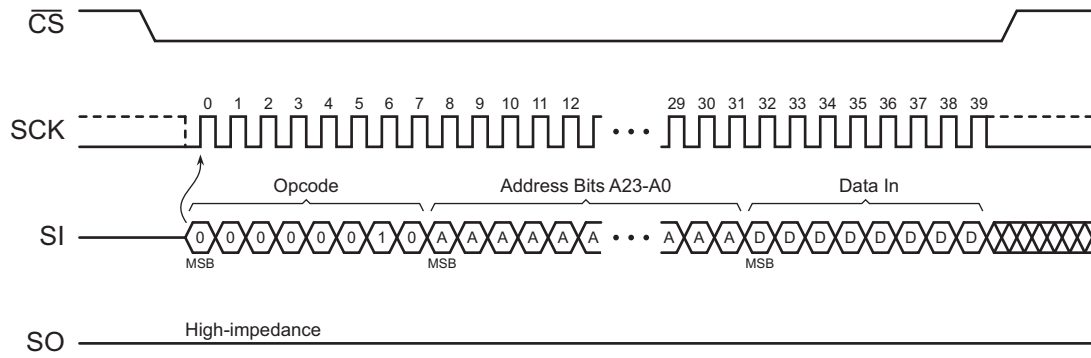 CS
0 1 2 3 4 5 6 7 8 9 10 11 12 29 30 31 32 33 34 35 36 37 38 39
SCK
Opcode Address Bits A23-A0 Data In
SI 0 0 0 0 0 0 1 0 A A A A A A ••• A A A D D D D D D D D
MSB MSB MSB
High-impedance
SO